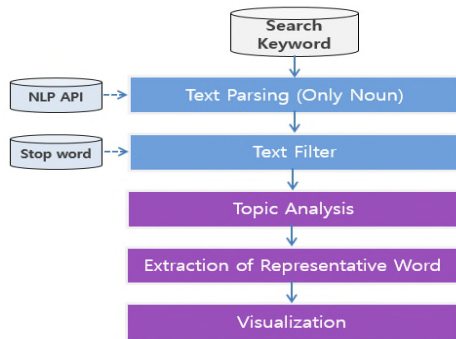 Search
Keyword
NLP API
Text Parsing (Only Noun)
Stop word
Text Filter
Topic Analysis
Extraction of Representative Word
Visualization